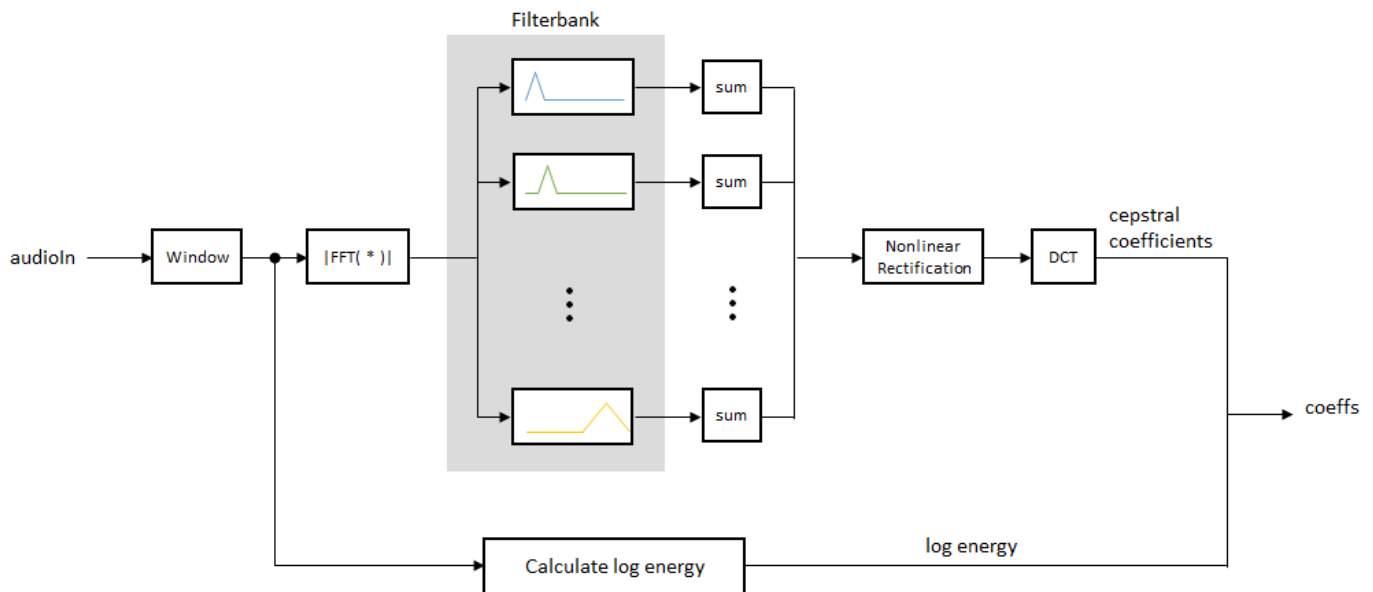 Filterbank
sum
sum
audioIn
Window
|FFT( * )|
Nonlinear
Rectification
DCT
cepstral
coefficients
sum
coeffs
Calculate log energy
log energy